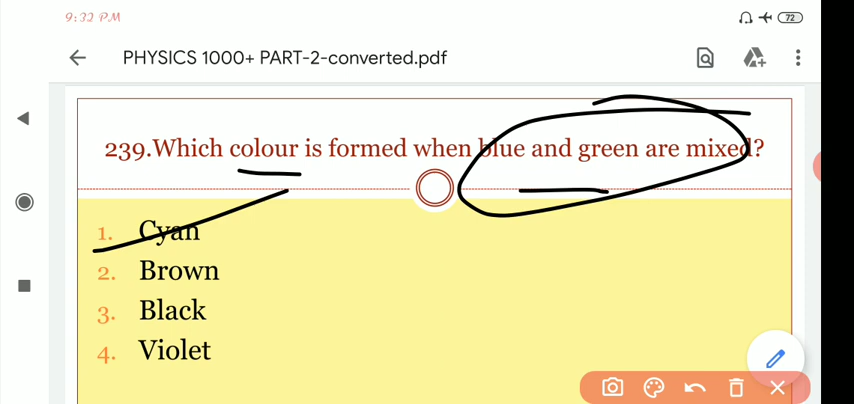 9:32 PM
72
PHYSICS 1000+ PART-2-converted.pdf
239.Which colour is formed when blue and green are mixed?
1. Cyan
2. Brown
3. Black
4. Violet